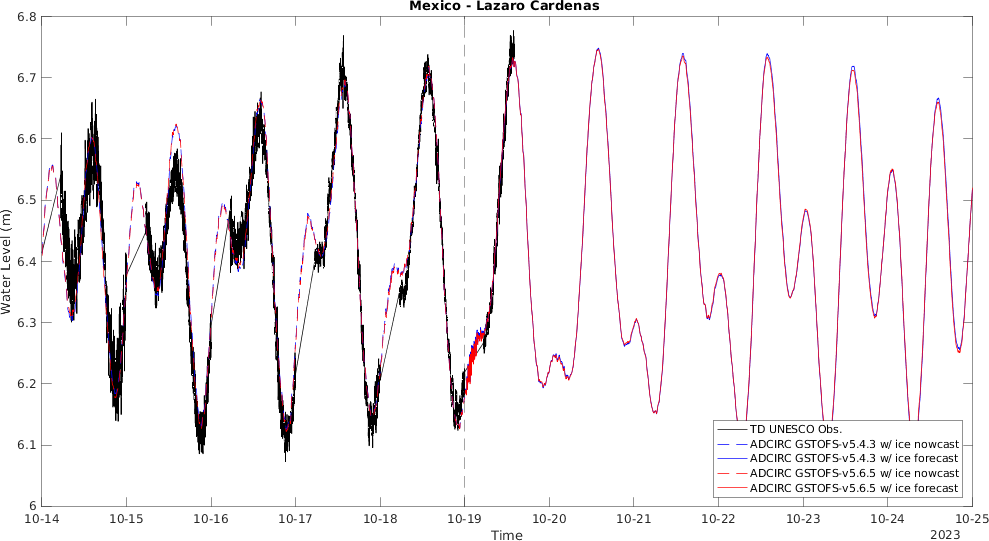 Mexico - Lazaro Cardenas
6.8
6.7
6.6
6.5
6.4
6.3
6.2
6.1
6
Water Level (m)
TD UNESCO Obs.
ADCIRC GSTOFS-v5.4.3 w/ ice nowcast
ADCIRC GSTOFS-v5.4.3 w/ ice forecast
ADCIRC GSTOFS-v5.6.5 w/ ice nowcast
ADCIRC GSTOFS-v5.6.5 w/ ice forecast
10-14 10-15 10-16 10-17 10-18 10-19 10-20 10-21 10-22 10-23 10-24 10-25
Time
2023